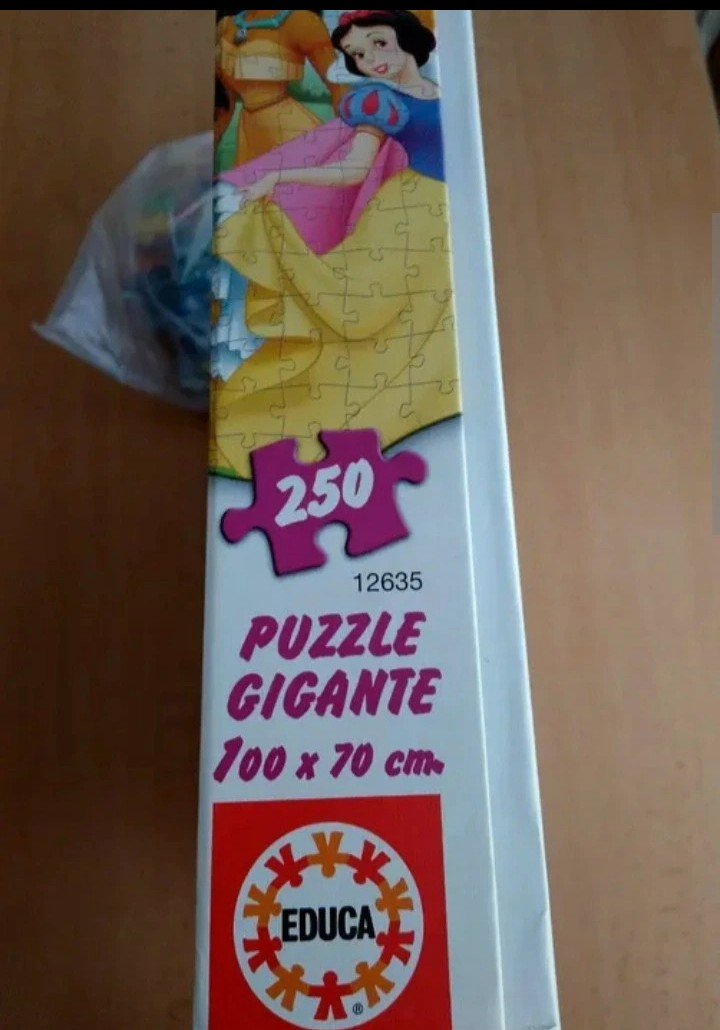 250
12635
PUZZLE
GIGANTE
100 x 70 cm.
EDUCA
®